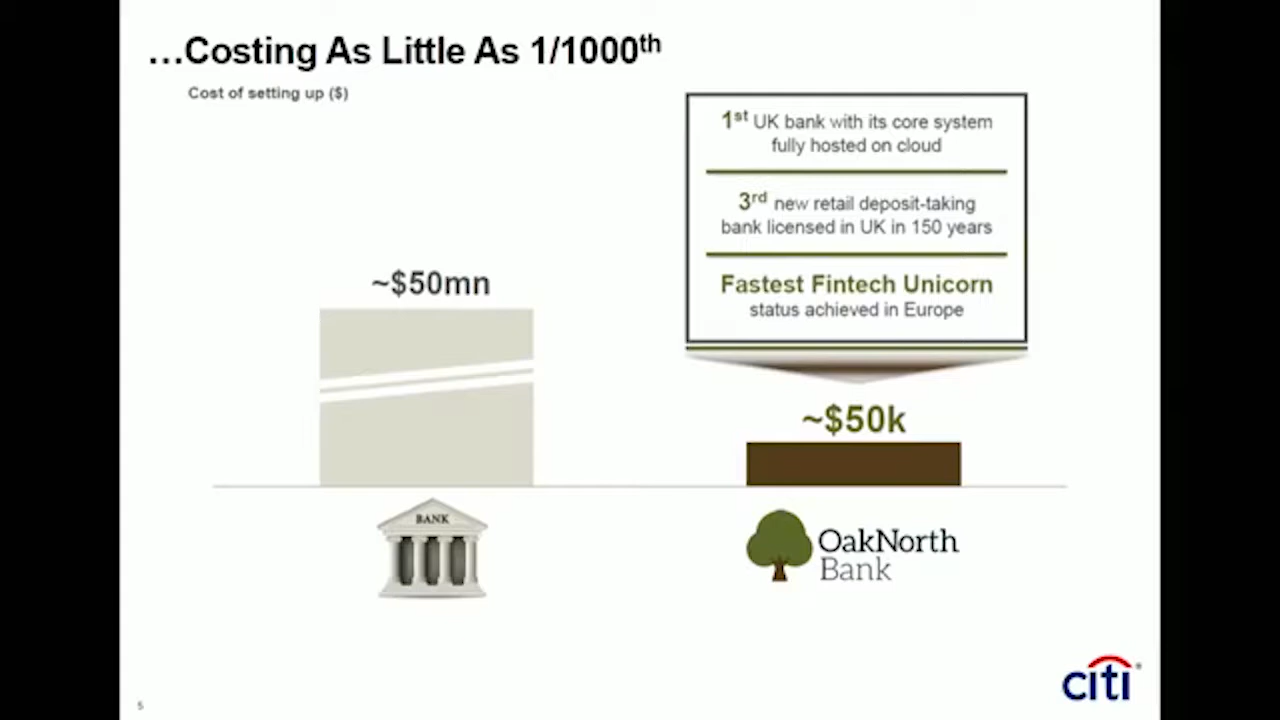 …Costing As Little As 1/1000th
Cost of setting up ($)
1st UK bank with its core system
fully hosted on cloud
3rd new retail deposit-taking
bank licensed in UK in 150 years
Fastest Fintech Unicorn
status achieved in Europe
~$50mn
~$50k
BANK
OakNorth
Bank
citi®
5